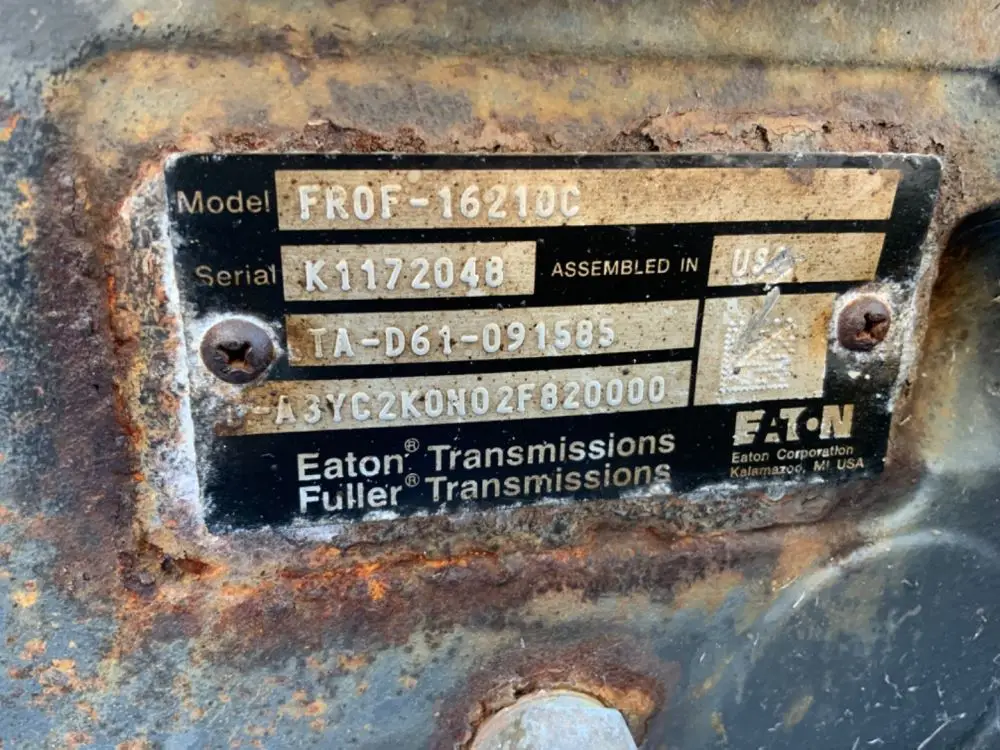 Model FROF-16210C
Serial K1172048 ASSEMBLED IN USA
TA-D61-091585
-A3YC2K0N02F820000
Eaton® Transmissions
Fuller® Transmissions
EATON
Eaton Corporation
Kalamazoo, MI USA